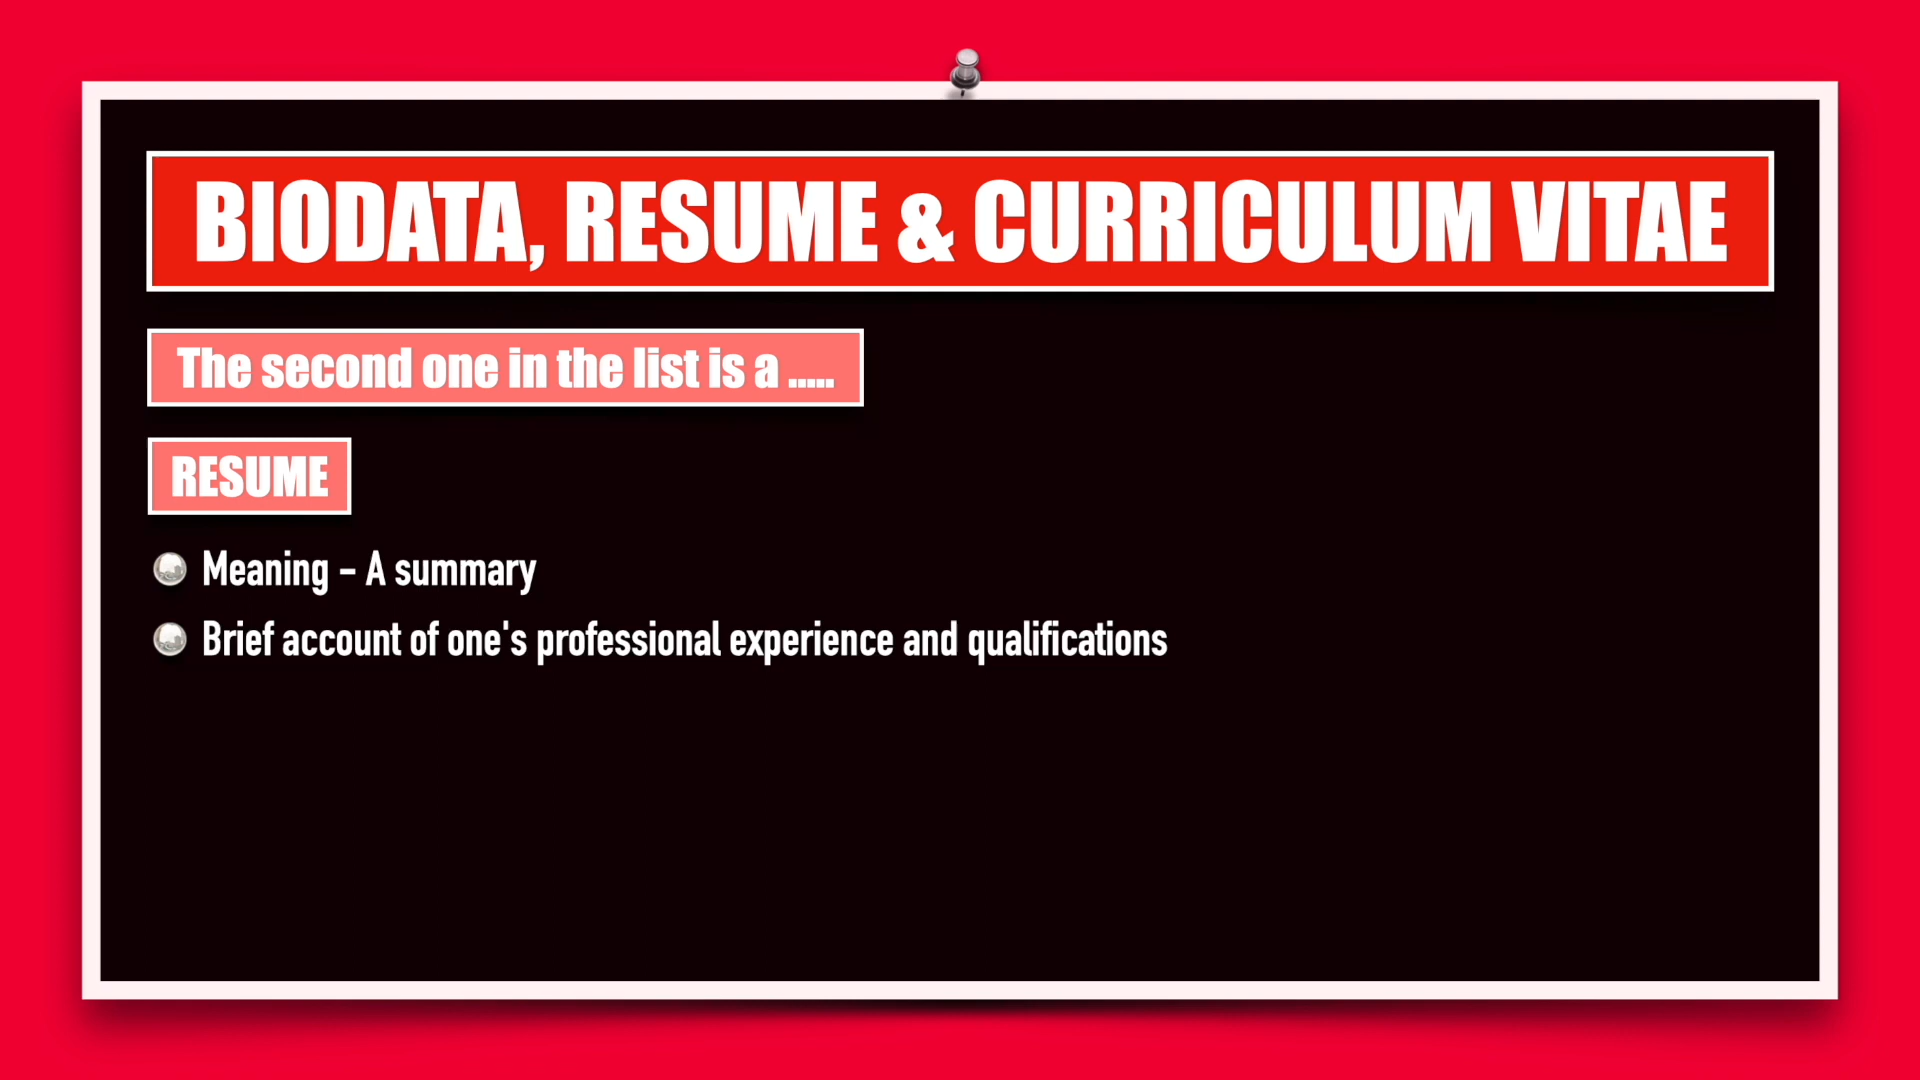 BIODATA, RESUME & CURRICULUM VITAE
The second one in the list is a .....
RESUME
Meaning – A summary
Brief account of one's professional experience and qualifications